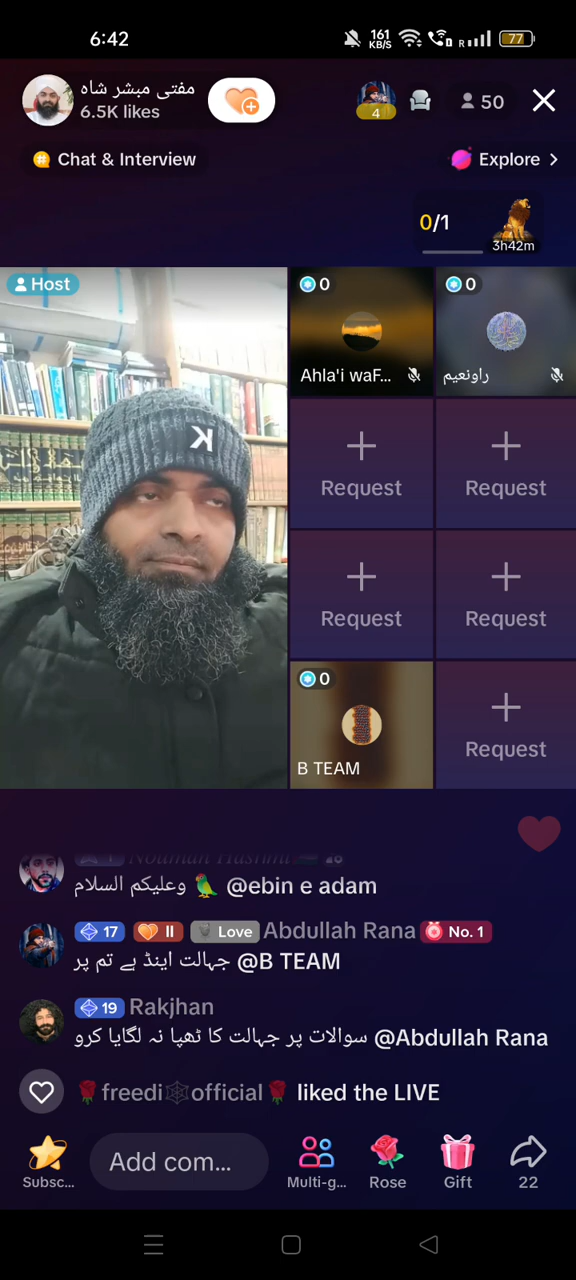 6:42
161 KB/S
R
77
مفتی مبشر شاہ
6.5K likes
4
50
Chat & Interview
Explore >
0/1
3h42m
Host
K
0
Ahla'i waF...
0
راونعیم
Request
Request
Request
Request
0
B TEAM
Request
Nouman Hashmi
وعلیکم السلام 🦜 @ebin e adam
17 II Love Abdullah Rana No. 1
جہالت اینڈ ہے تم پر @B TEAM
19 Rakjhan
سوالات پر جہالت کا ٹھپا نہ لگایا کرو @Abdullah Rana
🌹freedi🕸official🌹 liked the LIVE
Subsc...
Add com...
Multi-g...
Rose
Gift
22